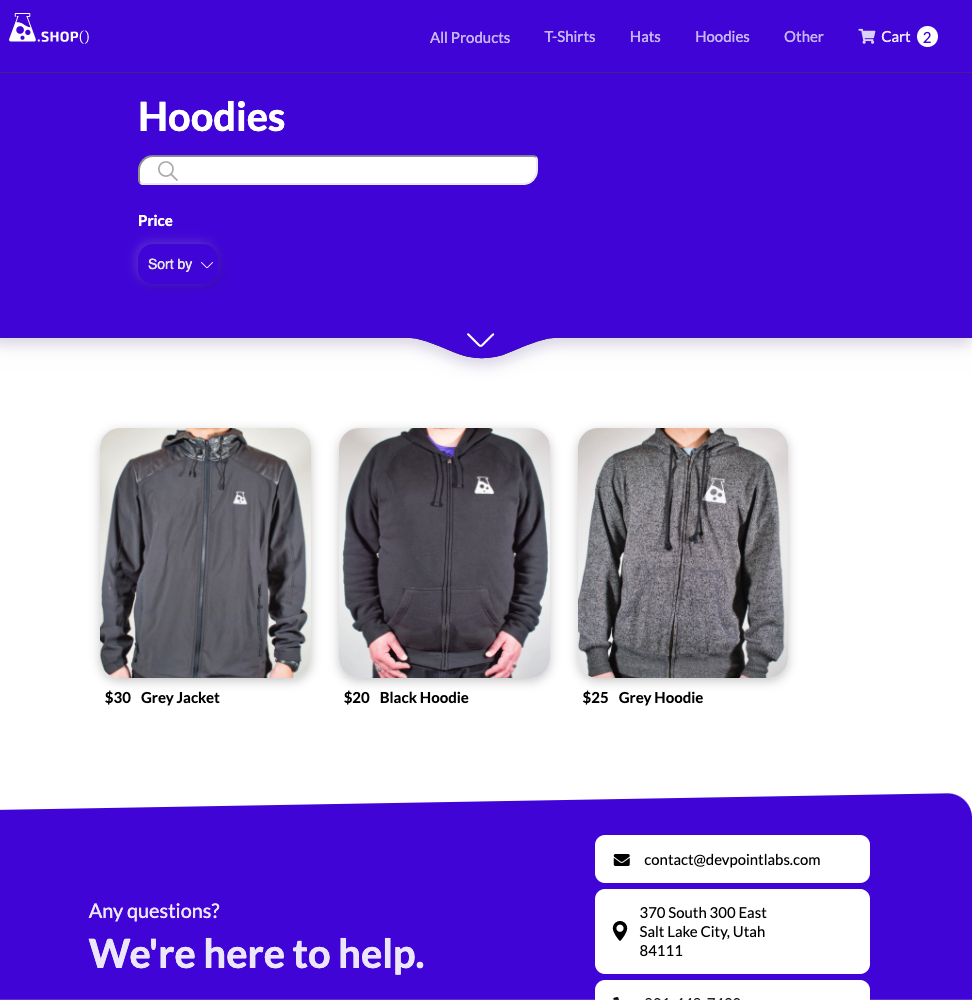 .SHOP()
All Products T-Shirts Hats Hoodies Other Cart 2
Hoodies
Price
Sort by
$30 Grey Jacket
$20 Black Hoodie
$25 Grey Hoodie
contact@devpointlabs.com
370 South 300 East
Salt Lake City, Utah
84111
Any questions?
We're here to help.